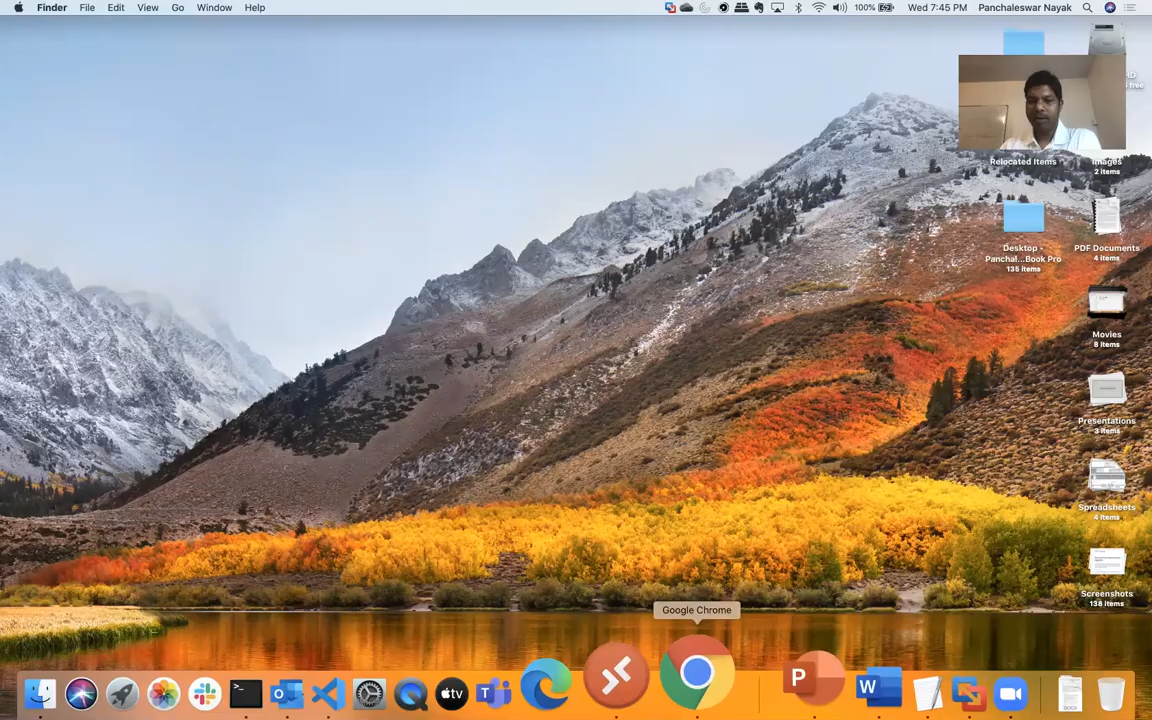 Finder File Edit View Go Window Help
100% Wed 7:45 PM Panchaleswar Nayak
Relocated Items
Images
2 items
Desktop -
Panchal...Book Pro
135 items
PDF Documents
4 items
Movies
8 items
Presentations
3 items
Spreadsheets
4 items
Screenshots
138 items
Google Chrome
tv